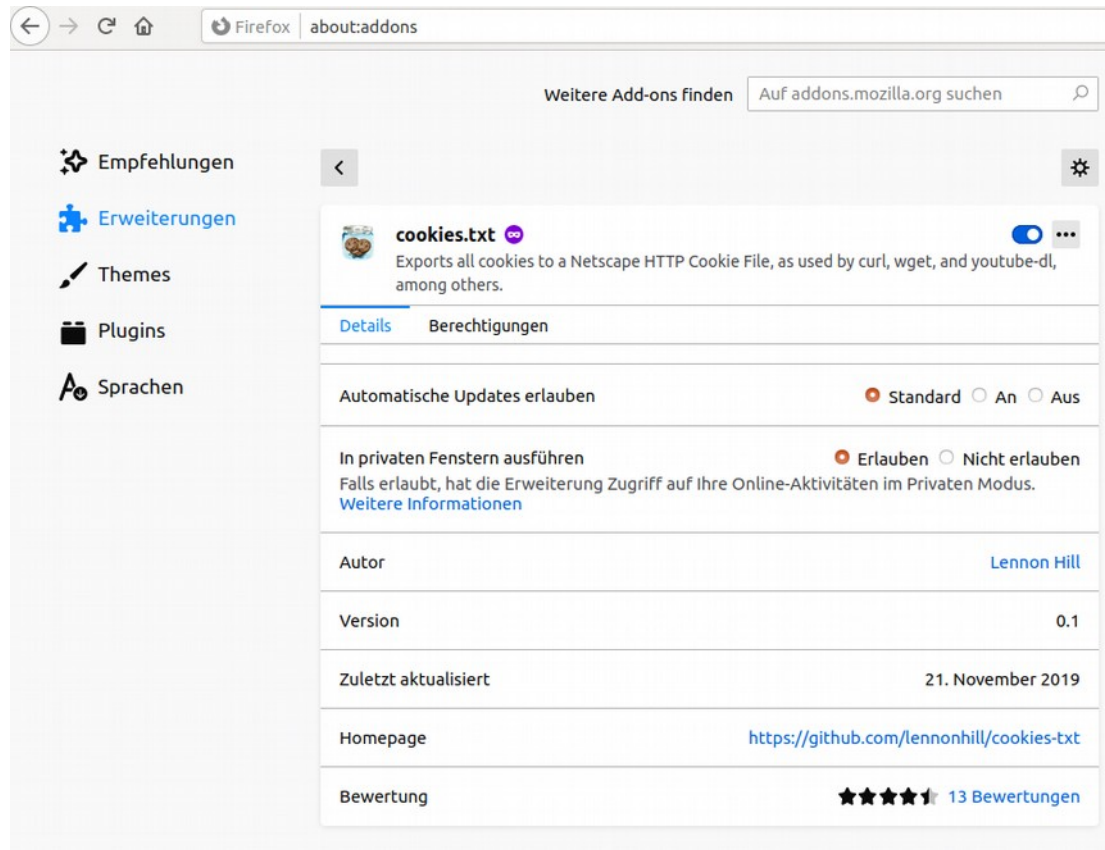 Firefox about:addons
Weitere Add-ons finden Auf addons.mozilla.org suchen
Empfehlungen
Erweiterungen
Themes
Plugins
Sprachen
cookies.txt
Exports all cookies to a Netscape HTTP Cookie File, as used by curl, wget, and youtube-dl,
among others.
Details Berechtigungen
Automatische Updates erlauben Standard An Aus
In privaten Fenstern ausführen Erlauben Nicht erlauben
Falls erlaubt, hat die Erweiterung Zugriff auf Ihre Online-Aktivitäten im Privaten Modus.
Weitere Informationen
Autor Lennon Hill
Version 0.1
Zuletzt aktualisiert 21. November 2019
Homepage https://github.com/lennonhill/cookies-txt
Bewertung 13 Bewertungen